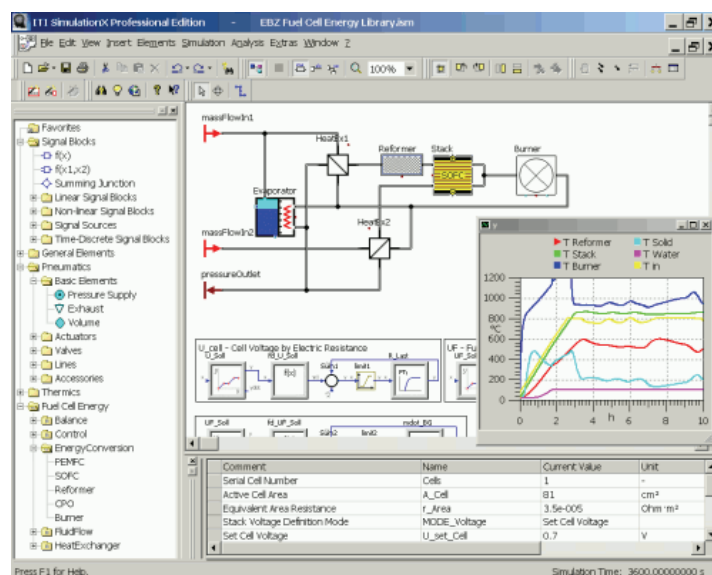 ITI SimulationX Professional Edition - EBZ Fuel Cell Energy Library.ism
File Edit View Insert Elements Simulation Analysis Extras Window ?
100%
Favorites
Signal Blocks
f(x)
f(x1,x2)
Summing Junction
Linear Signal Blocks
Non-linear Signal Blocks
Signal Sources
Time-Discrete Signal Blocks
General Elements
Pneumatics
Basic Elements
Pressure Supply
Exhaust
Volume
Actuators
Valves
Lines
Accessories
Thermics
Fuel Cell Energy
Balance
Control
EnergyConversion
PEMFC
SOFC
Reformer
CPO
Burner
FluidFlow
HeatExchanger
massFlowIn1
HeatEx1
Reformer
Stack
Burner
SOFC
Evaporator
HeatEx2
massFlowIn2
pressureOutlet
T Reformer
T Solid
T Stack
T Water
T Burner
T In
1200
1000
800
600
400
200
0
°C
0 2 4 6 8 10
h
U_cell - Cell Voltage by Electric Resistance
U_Soll
fd_U_Soll
Sum1
limit1
R_Last
f(x)
PT1
UF - Fu
UF_Sol
UF_Soll
fd_UF_Soll
Sum2
limit2
mdot_BG
Comment Name Current Value Unit
Serial Cell Number Cells 1 -
Active Cell Area A_Cell 81 cm²
Equivalent Area Resistance r_Area 3.5e-005 Ohm·m²
Stack Voltage Definition Mode MODE_Voltage Set Cell Voltage
Set Cell Voltage U_set_Cell 0.7 V
Press F1 for Help.
Simulation Time: 3600.00000000 s